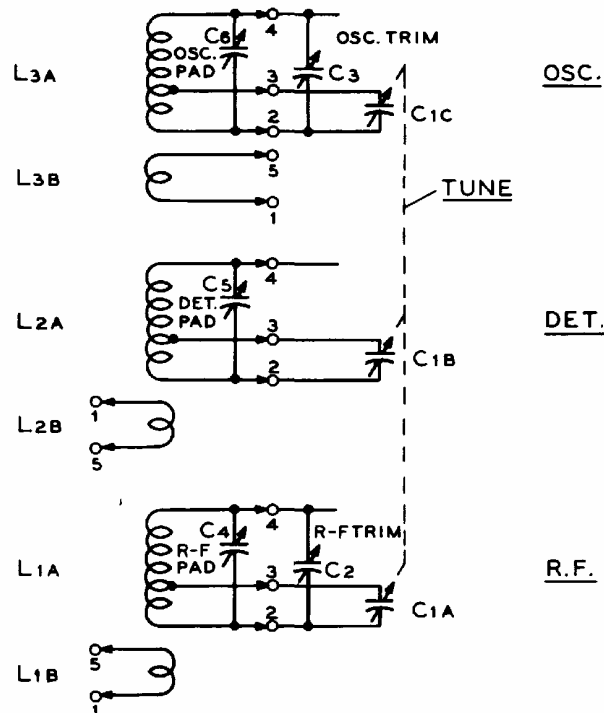 C6
4
OSC.
PAD
OSC. TRIM
C3
L3A
3
OSC.
C1C
2
L3B
5
1
TUNE
C5
4
DET.
PAD
L2A
3
DET.
C1B
2
1
L2B
5
C4
4
R-F
PAD
R-F TRIM
C2
L1A
3
R.F.
C1A
2
5
L1B
1